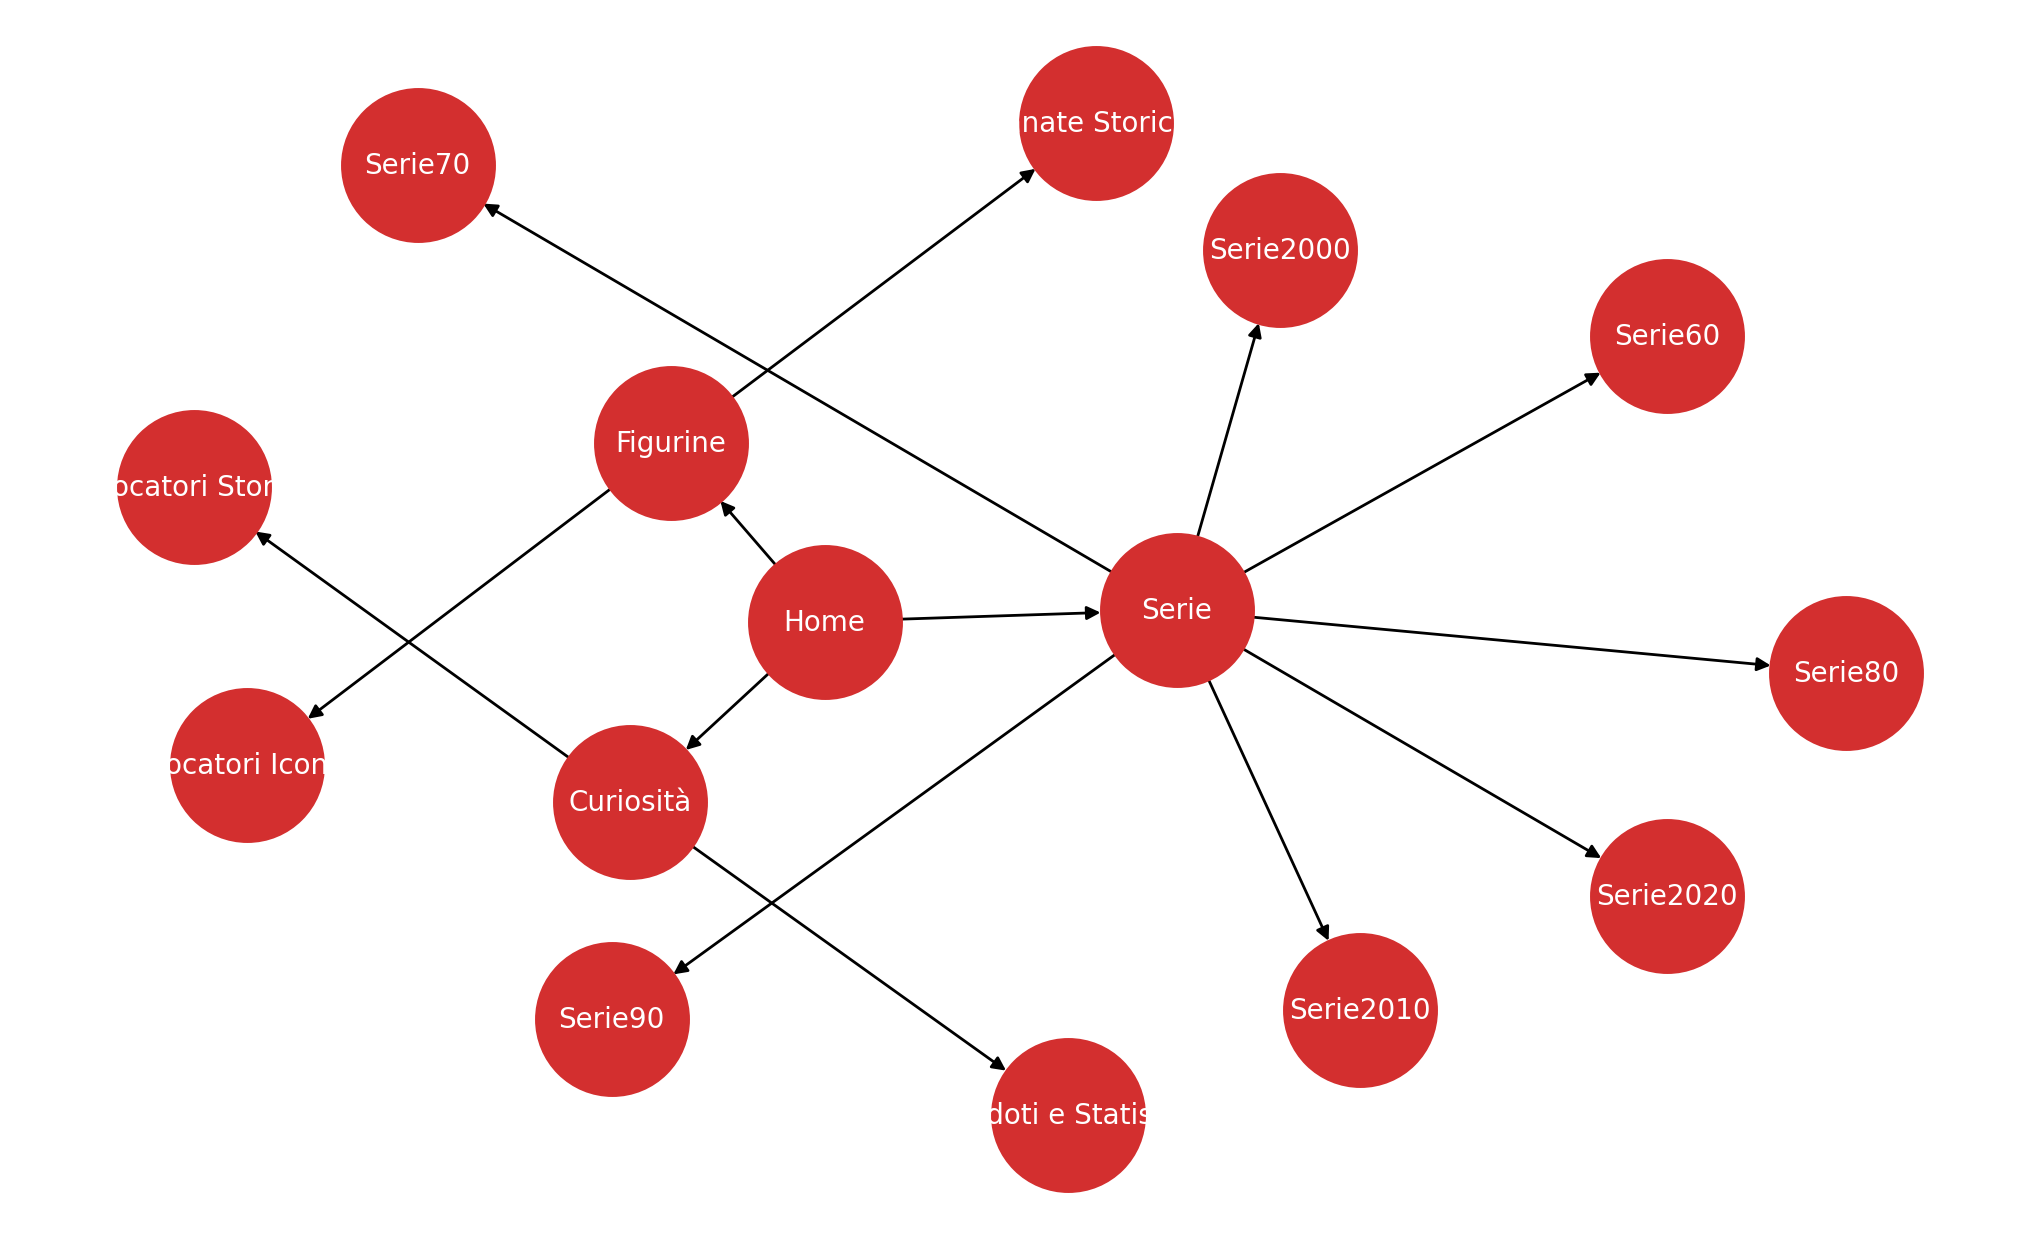 nate Storic
Serie70
Serie2000
Serie60
Figurine
ocatori Stor
Home
Serie
Serie80
ocatori Icon
Curiosità
Serie2020
Serie2010
Serie90
doti e Statis